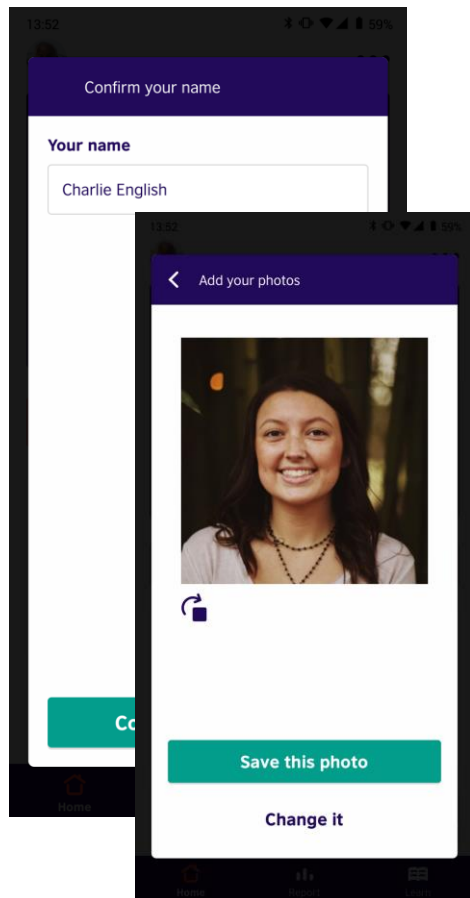 13:52
59%
Confirm your name
Your name
Charlie English
Home
13:52
59%
Add your photos
Save this photo
Change it
Home
Report
Learn